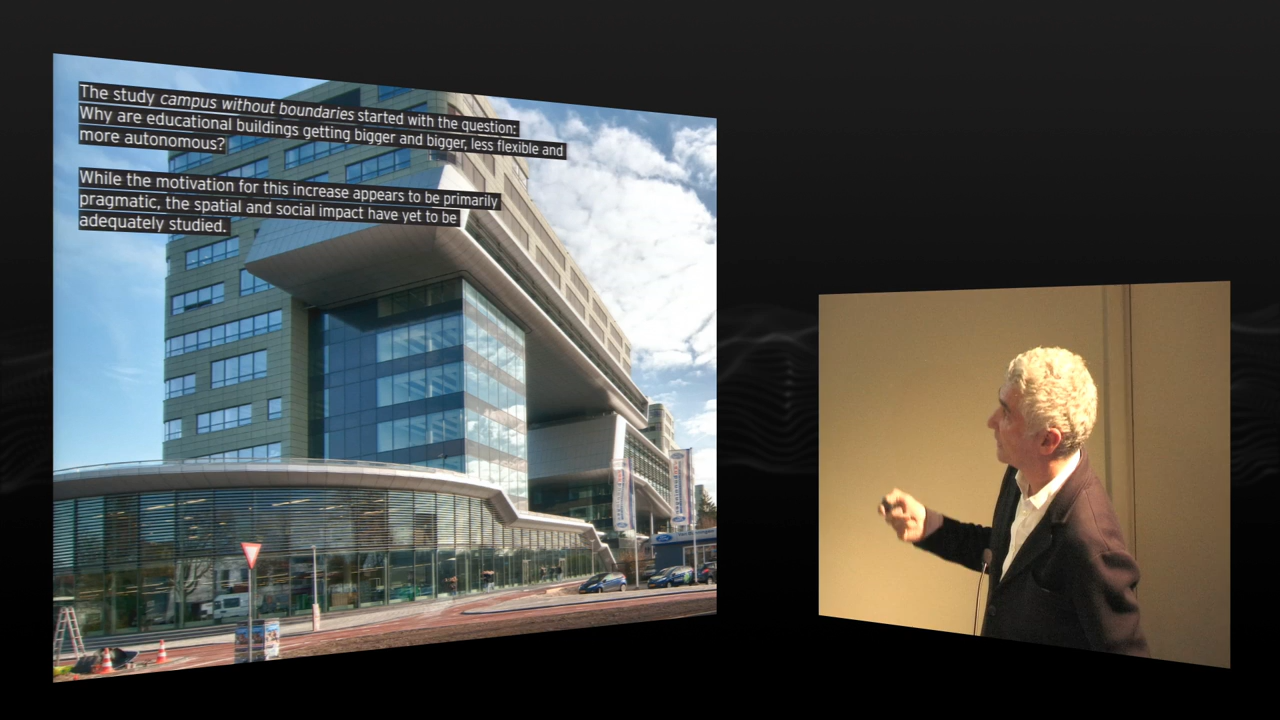 The study campus without boundaries started with the question:
Why are educational buildings getting bigger and bigger, less flexible and
more autonomous?
While the motivation for this increase appears to be primarily
pragmatic, the spatial and social impact have yet to be
adequately studied.